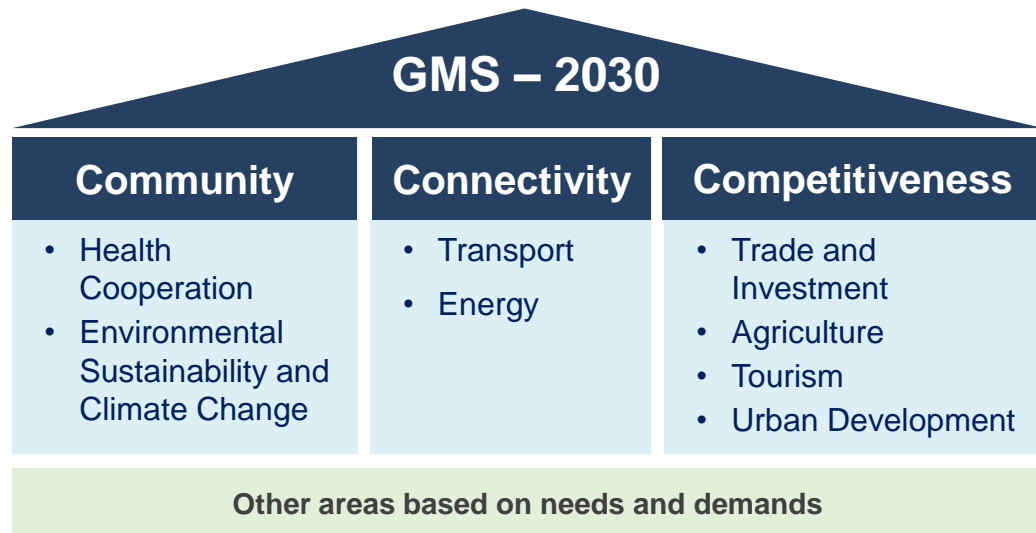 GMS – 2030
Community
• Health
Cooperation
• Environmental
Sustainability and
Climate Change
Connectivity
• Transport
• Energy
Competitiveness
• Trade and
Investment
• Agriculture
• Tourism
• Urban Development
Other areas based on needs and demands